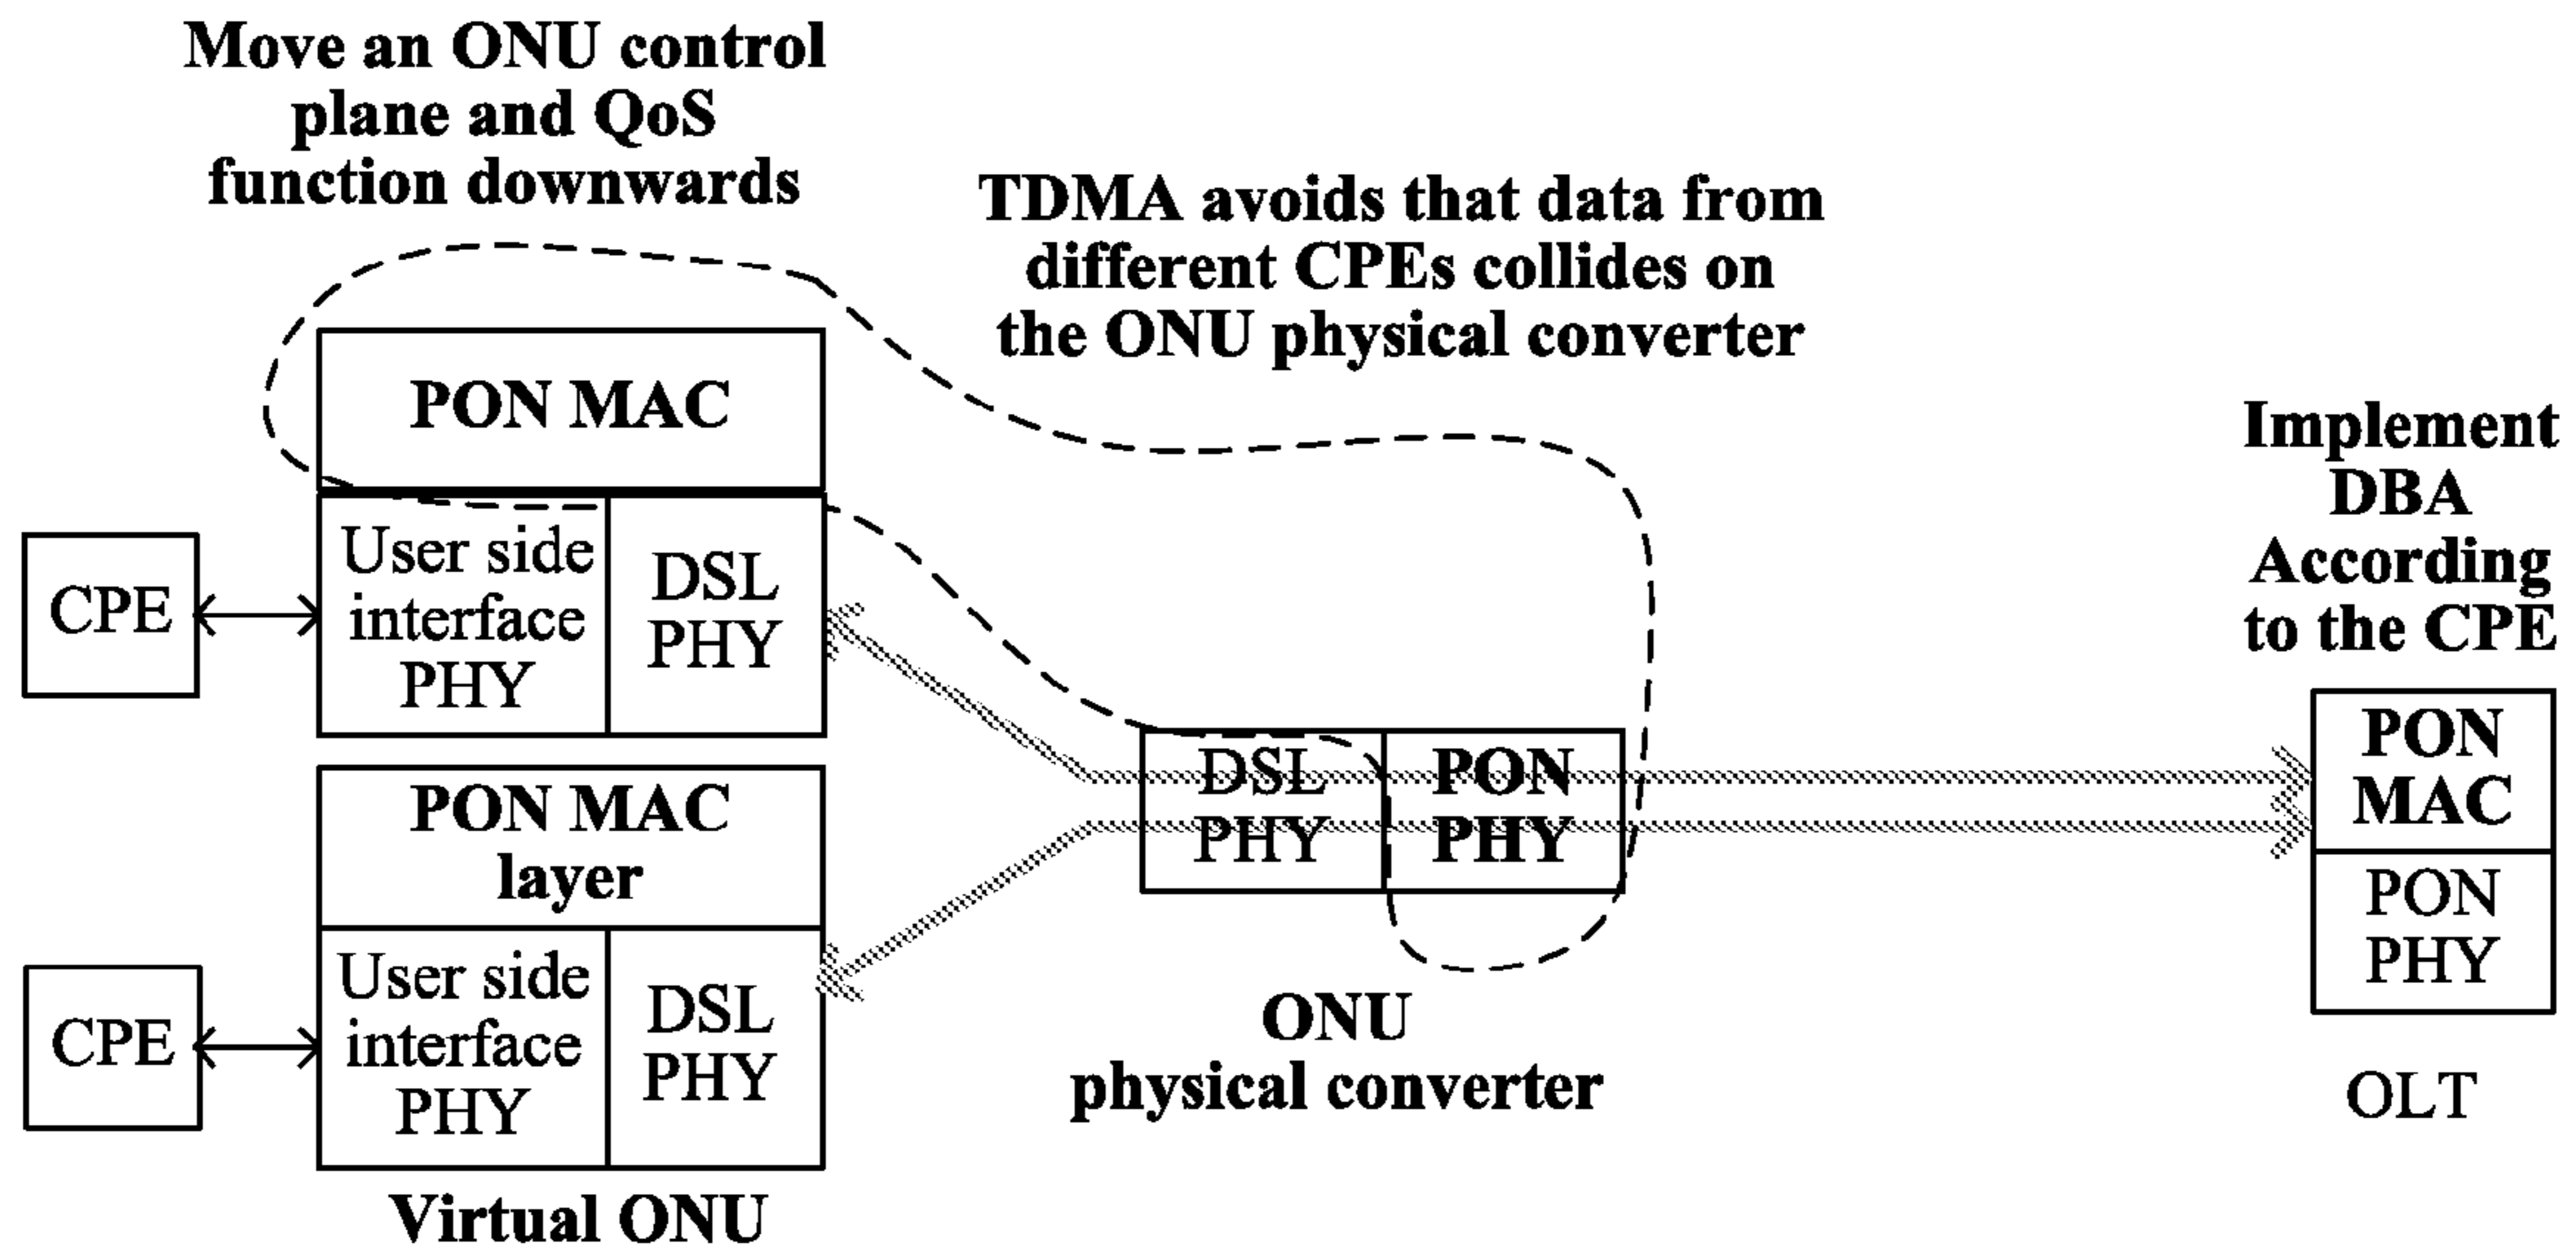 Move an ONU control
plane and QoS
function downwards
TDMA avoids that data from
different CPEs collides on
the ONU physical converter
PON MAC
CPE
User side
interface
PHY
DSL
PHY
PON MAC
layer
CPE
User side
interface
PHY
DSL
PHY
Virtual ONU
DSL
PHY
PON
PHY
ONU
physical converter
Implement
DBA
According
to the CPE
PON
MAC
PON
PHY
OLT